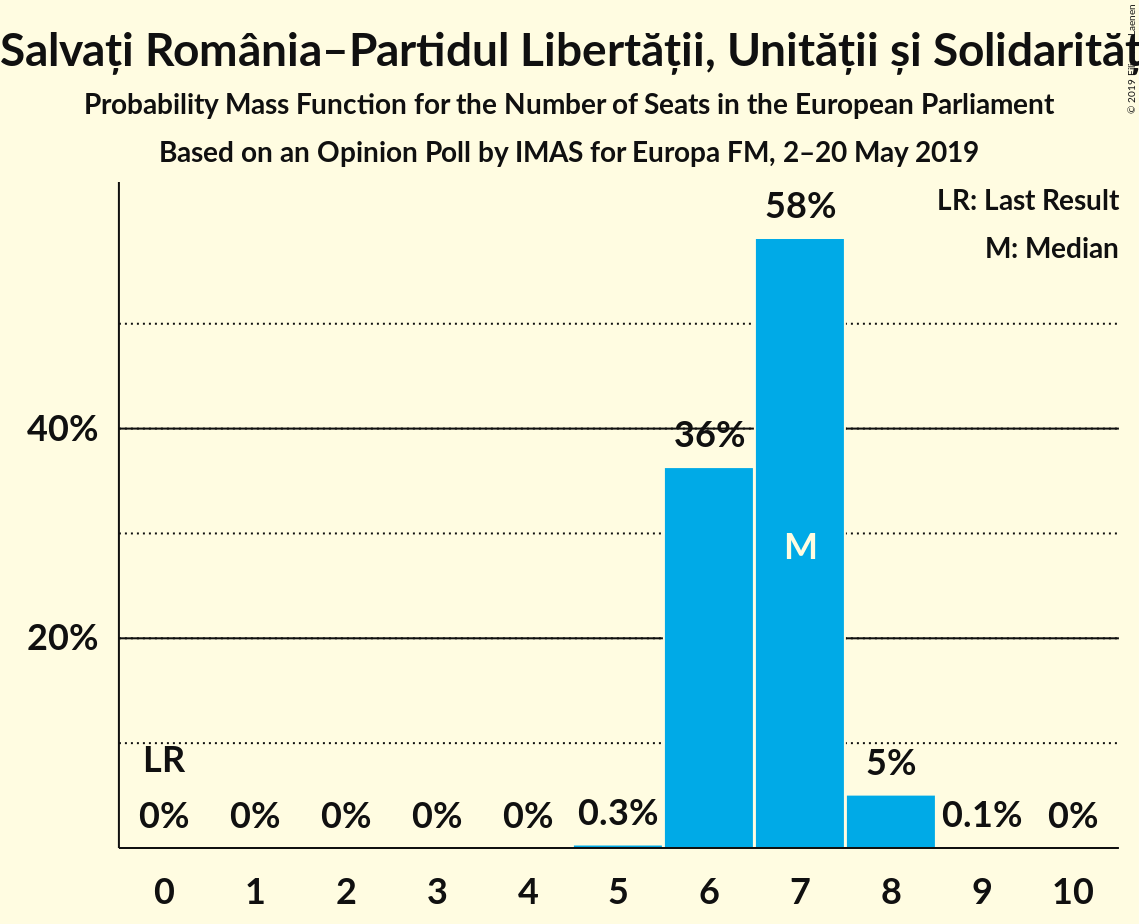 Salvați România–Partidul Libertății, Unității și Solidarităț
Probability Mass Function for the Number of Seats in the European Parliament
Based on an Opinion Poll by IMAS for Europa FM, 2–20 May 2019
© 2019 Laenen
LR: Last Result
M: Median
58%
40%
36%
M
20%
LR
5%
0% 0% 0% 0% 0% 0.3% 0.1% 0%
0 1 2 3 4 5 6 7 8 9 10